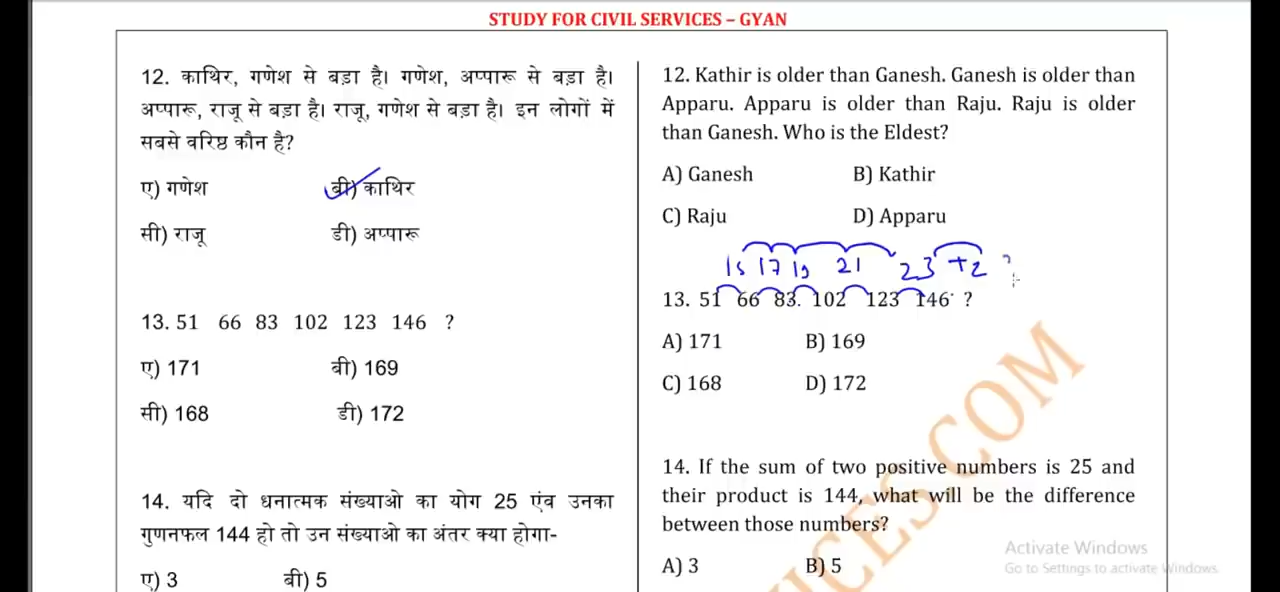 STUDY FOR CIVIL SERVICES – GYAN
12. काथिर, गणेश से बड़ा है। गणेश, अप्पारू से बड़ा है।
अप्पारू, राजू से बड़ा है। राजू, गणेश से बड़ा है। इन लोगों में
सबसे वरिष्ठ कौन है?
ए) गणेश बी) काथिर
सी) राजू डी) अप्पारू
13. 51 66 83 102 123 146 ?
ए) 171 बी) 169
सी) 168 डी) 172
14. यदि दो धनात्मक संख्याओ का योग 25 एंव उनका
गुणनफल 144 हो तो उन संख्याओ का अंतर क्या होगा-
ए) 3 बी) 5
12. Kathir is older than Ganesh. Ganesh is older than
Apparu. Apparu is older than Raju. Raju is older
than Ganesh. Who is the Eldest?
A) Ganesh B) Kathir
C) Raju D) Apparu
15 17 19 21 23 +2
13. 51 66 83. 102 123 146 ?
A) 171 B) 169
C) 168 D) 172
14. If the sum of two positive numbers is 25 and
their product is 144, what will be the difference
between those numbers?
A) 3 B) 5
VICES.COM
Activate Windows
Go to Settings to activate Windows.